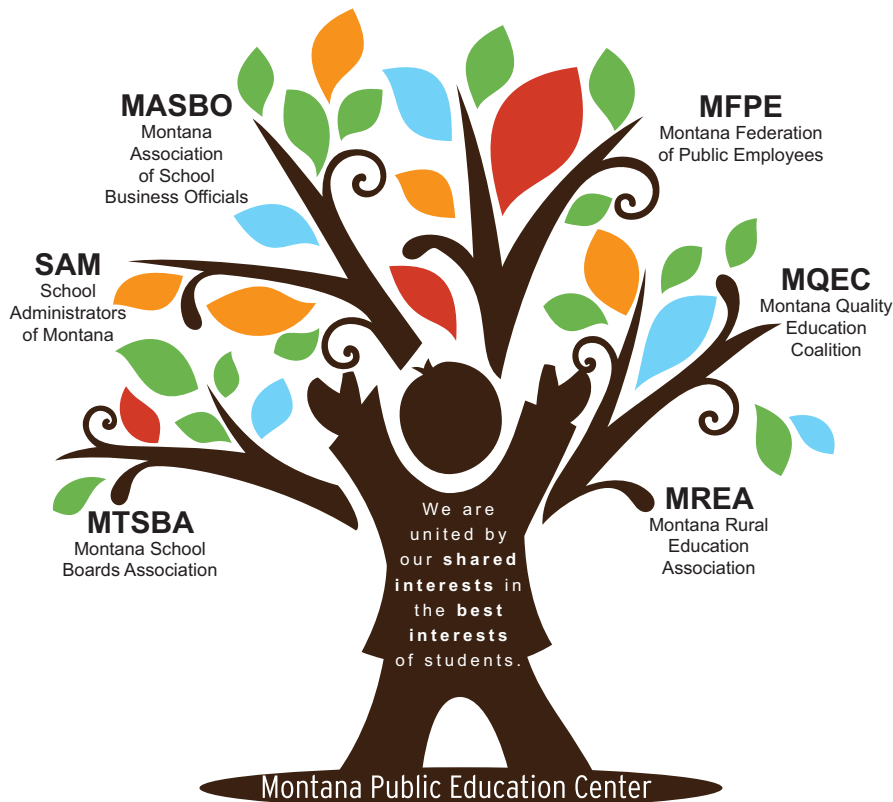 MASBO
Montana
Association
of School
Business Officials
MFPE
Montana Federation
of Public Employees
SAM
School
Administrators
of Montana
MQEC
Montana Quality
Education
Coalition
MTSBA
Montana School
Boards Association
MREA
Montana Rural
Education
Association
We are
united by
our shared
interests in
the best
interests
of students.
Montana Public Education Center